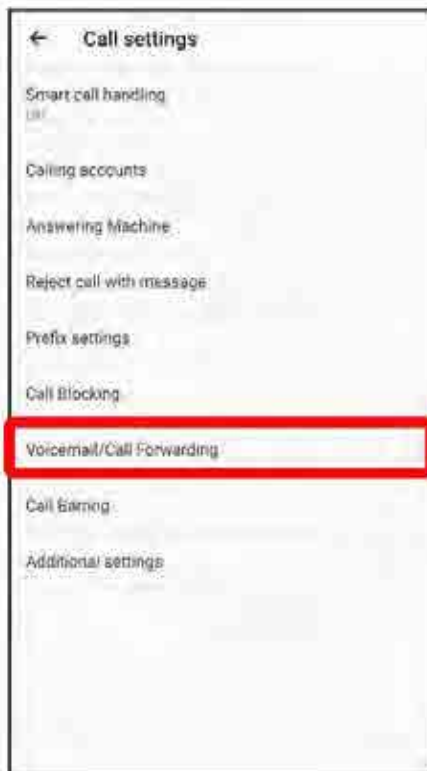 ← Call settings
Smart call handling
Calling accounts
Answering Machine
Reject call with message
Prefix settings
Call Blocking
Voicemail/Call Forwarding
Call Barring
Additional settings